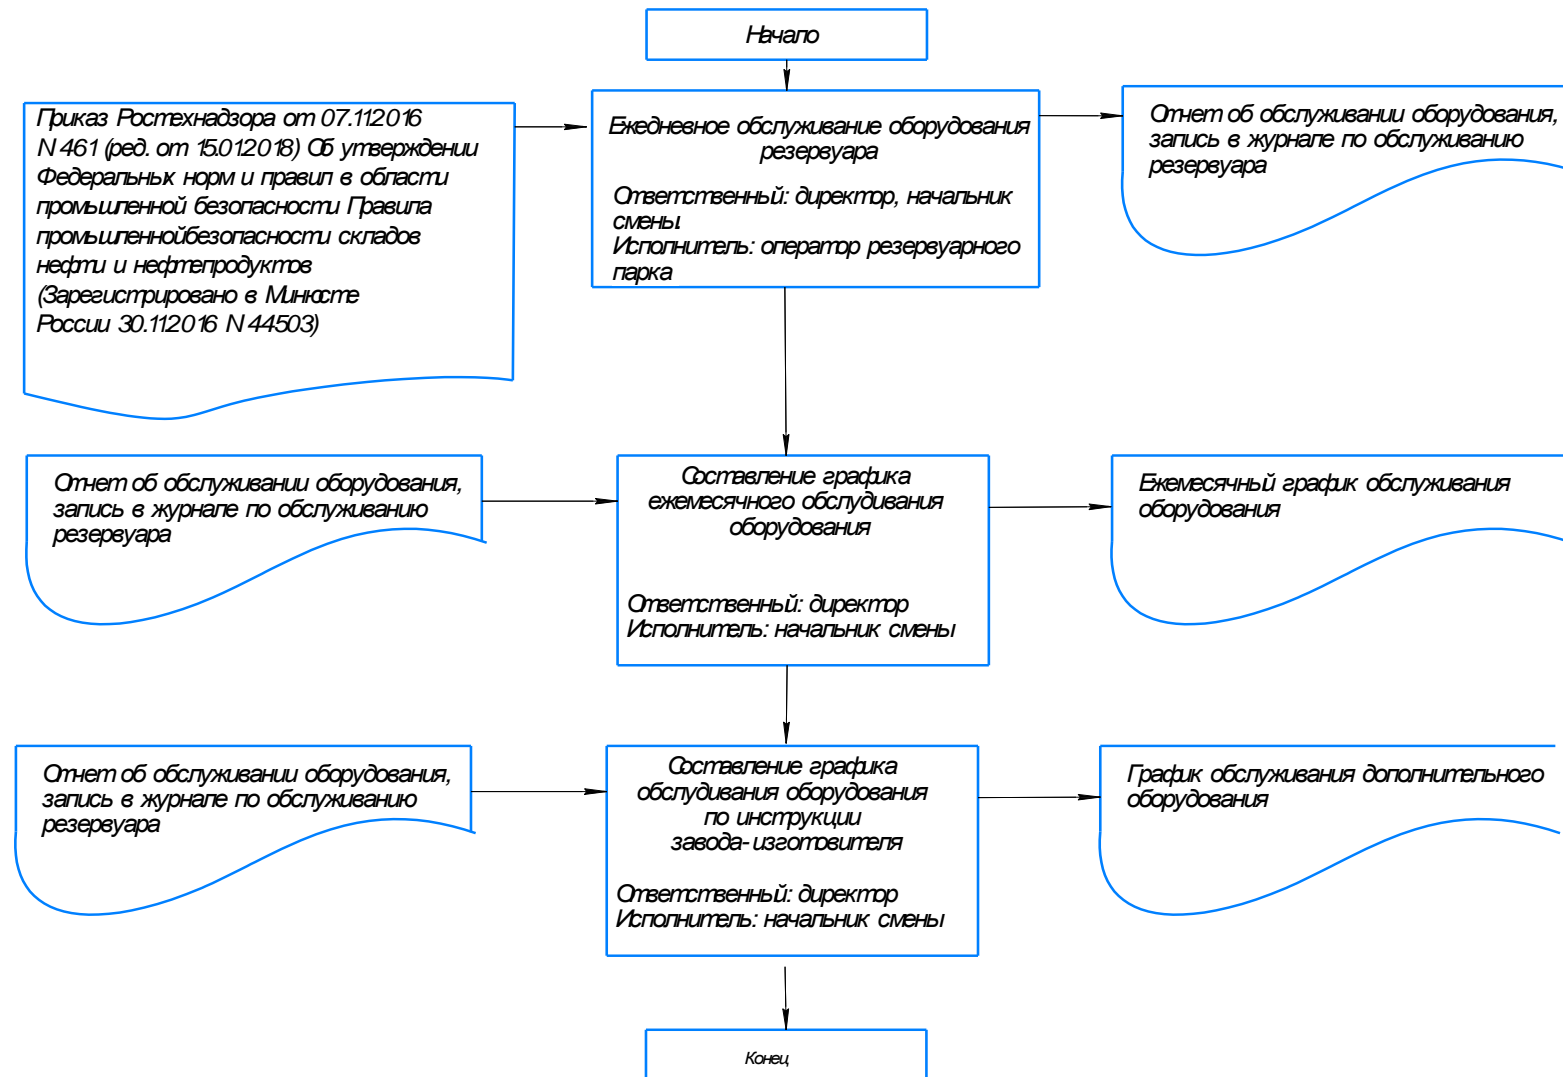 Начало
Приказ Ростехнадзора от 07.11.2016
N 461 (ред. от 15.01.2018) Об утверждении
Федеральных норм и правил в области
промышленной безопасности Правила
промышленнойбезопасности складов
нефти и нефтепродуктов
(Зарегистрировано в Минюсте
России 30.11.2016 N 44503)
Ежедневное обслуживание оборудования
резервуара
Ответственный: директор, начальник
смены.
Исполнитель: оператор резервуарного
парка
Отчет об обслуживании оборудования,
запись в журнале по обслуживанию
резервуара
Отчет об обслуживании оборудования,
запись в журнале по обслуживанию
резервуара
Составление графика
ежемесячного обслудивания
оборудования
Ответственный: директор
Исполнитель: начальник смены
Ежемесячный график обслуживания
оборудования
Отчет об обслуживании оборудования,
запись в журнале по обслуживанию
резервуара
Составление графика
обслудивания оборудования
по инструкции
завода-изготовителя
Ответственный: директор
Исполнитель: начальник смены
График обслуживания дополнительного
оборудования
Конец